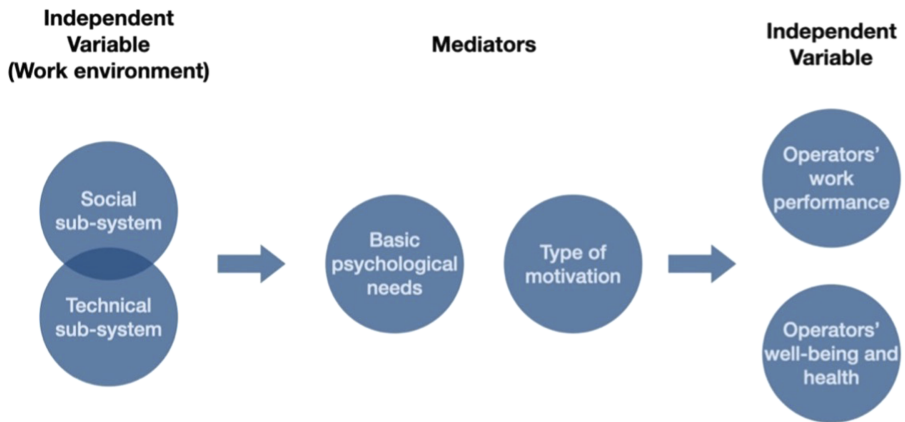 Independent
Variable
(Work environment)
Mediators
Independent
Variable
Social
sub-system
Technical
sub-system
Basic
psychological
needs
Type of
motivation
Operators'
work
performance
Operators'
well-being and
health